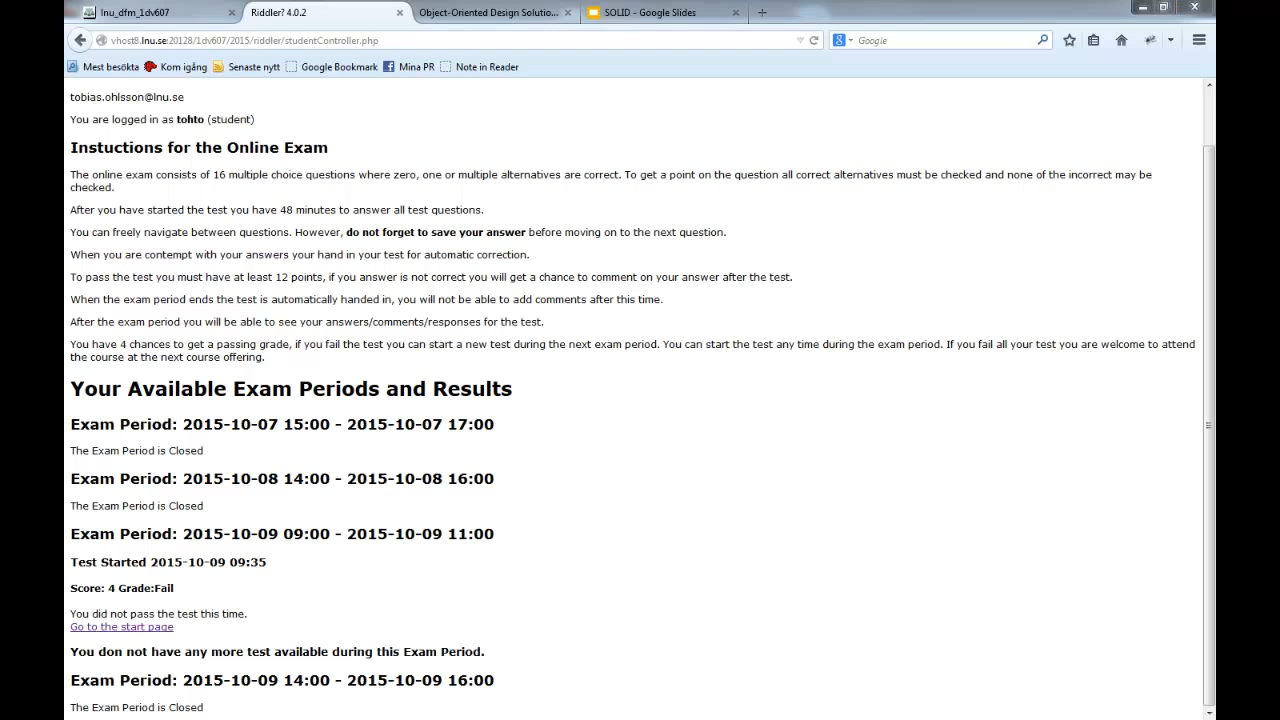 lnu_dfm_1dv607
Riddler? 4.0.2
Object-Oriented Design Solutio...
SOLID - Google Slides
vhost8.lnu.se:20128/1dv607/2015/riddler/studentController.php
Google
Mest besökta
Kom igång
Senaste nytt
Google Bookmark
Mina PR
Note in Reader
tobias.ohlsson@lnu.se
You are logged in as tohto (student)
Instuctions for the Online Exam
The online exam consists of 16 multiple choice questions where zero, one or multiple alternatives are correct. To get a point on the question all correct alternatives must be checked and none of the incorrect may be
checked.
After you have started the test you have 48 minutes to answer all test questions.
You can freely navigate between questions. However, do not forget to save your answer before moving on to the next question.
When you are contempt with your answers your hand in your test for automatic correction.
To pass the test you must have at least 12 points, if you answer is not correct you will get a chance to comment on your answer after the test.
When the exam period ends the test is automatically handed in, you will not be able to add comments after this time.
After the exam period you will be able to see your answers/comments/responses for the test.
You have 4 chances to get a passing grade, if you fail the test you can start a new test during the next exam period. You can start the test any time during the exam period. If you fail all your test you are welcome to attend
the course at the next course offering.
Your Available Exam Periods and Results
Exam Period: 2015-10-07 15:00 - 2015-10-07 17:00
The Exam Period is Closed
Exam Period: 2015-10-08 14:00 - 2015-10-08 16:00
The Exam Period is Closed
Exam Period: 2015-10-09 09:00 - 2015-10-09 11:00
Test Started 2015-10-09 09:35
Score: 4 Grade:Fail
You did not pass the test this time.
Go to the start page
You don not have any more test available during this Exam Period.
Exam Period: 2015-10-09 14:00 - 2015-10-09 16:00
The Exam Period is Closed